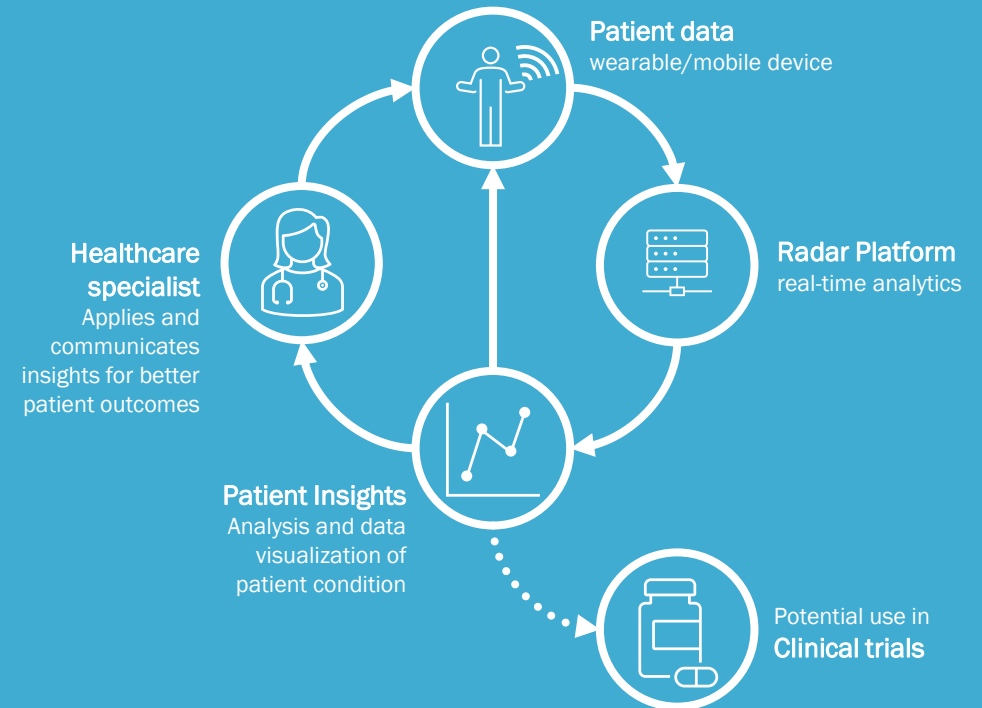 Patient data
wearable/mobile device
Radar Platform
real-time analytics
Healthcare
specialist
Applies and
communicates
insights for better
patient outcomes
Patient Insights
Analysis and data
visualization of
patient condition
Potential use in
Clinical trials